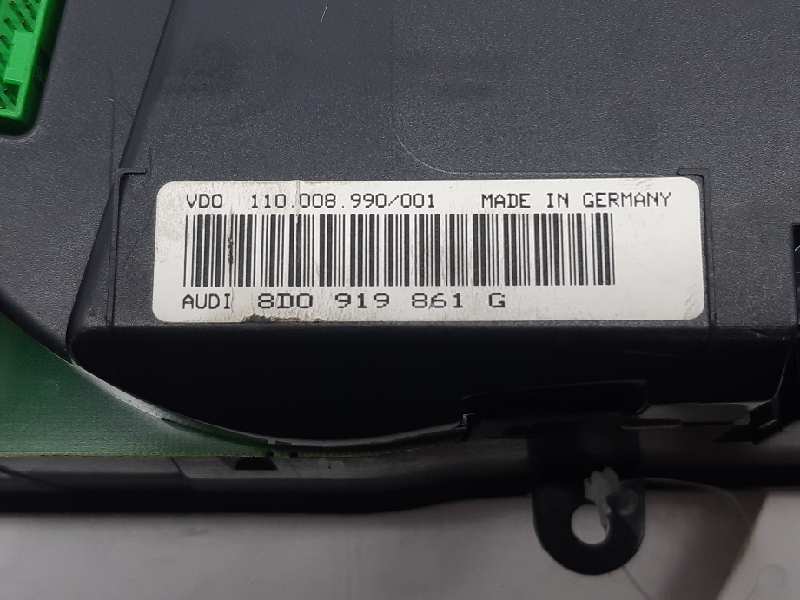 VDO 110.008.990/001 MADE IN GERMANY
AUDI 8D0 919 861 G